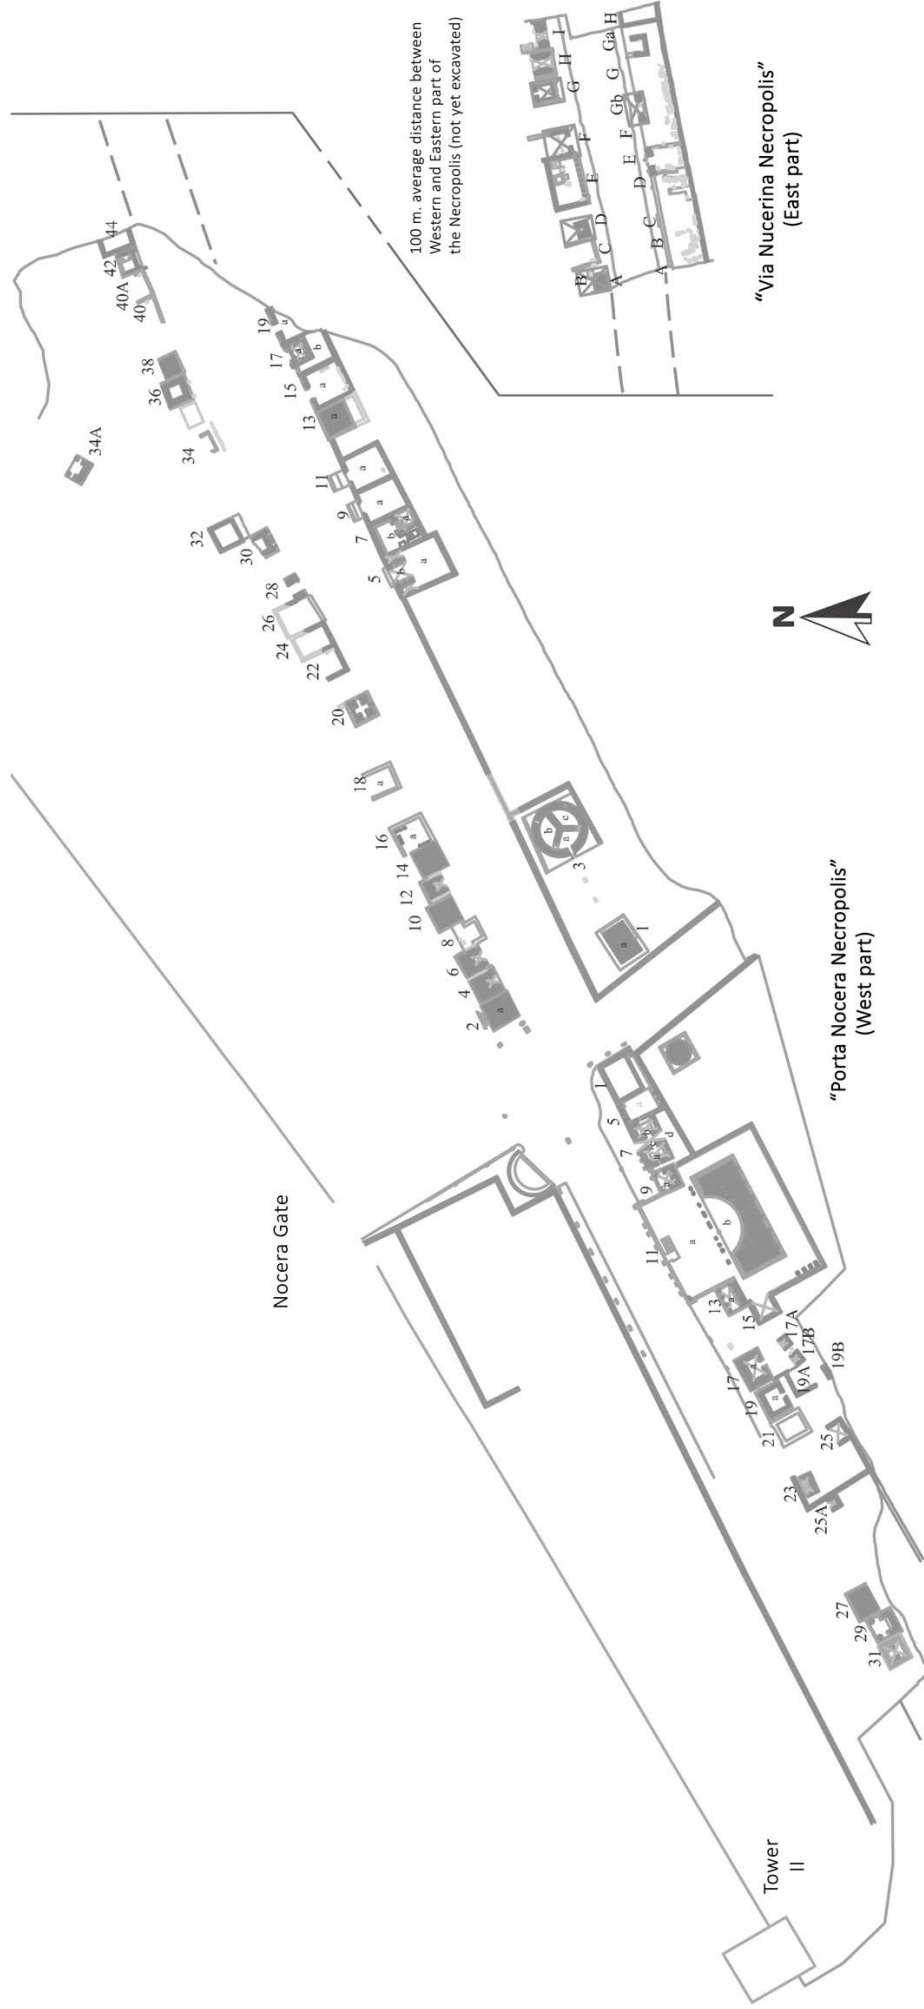 100 m. average distance between
Western and Eastern part of
the Necropolis (not yet excavated)
I
H
G
F
E
D
C
B
A
H
Ga
G
Gb
F
E
D
C
B
A
“Via Nucerina Necropolis”
(East part)
44
42
40A
40
38
36
34
34A
32
30
28
26
24
22
20
18
a
16
a
14
12
10
8
6
4
2
a
19
a
17
a
b
15
a
13
a
11
a
9
a
7
b
a
5
b
a
3
a
b
c
1
a
N
“Porta Nocera Necropolis”
(West part)
Nocera Gate
1
5
a
b
d
7
c
a
9
a
11
a
b
13
a
15
17
a
17A
17B
19
a
19A
19B
21
23
25
25A
27
29
31
Tower
II